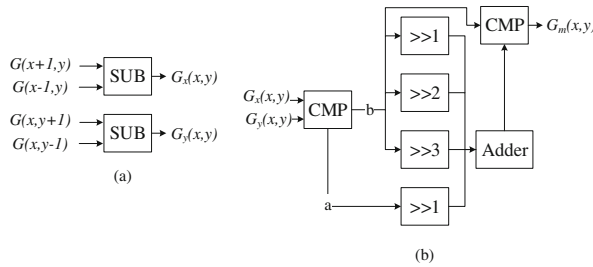 G(x+1,y)
G(x-1,y)
SUB
Gx(x,y)
G(x,y+1)
G(x,y-1)
SUB
Gy(x,y)
(a)
Gx(x,y)
Gy(x,y)
CMP
b
a
>>1
>>2
>>3
>>1
Adder
CMP
Gm(x,y)
(b)